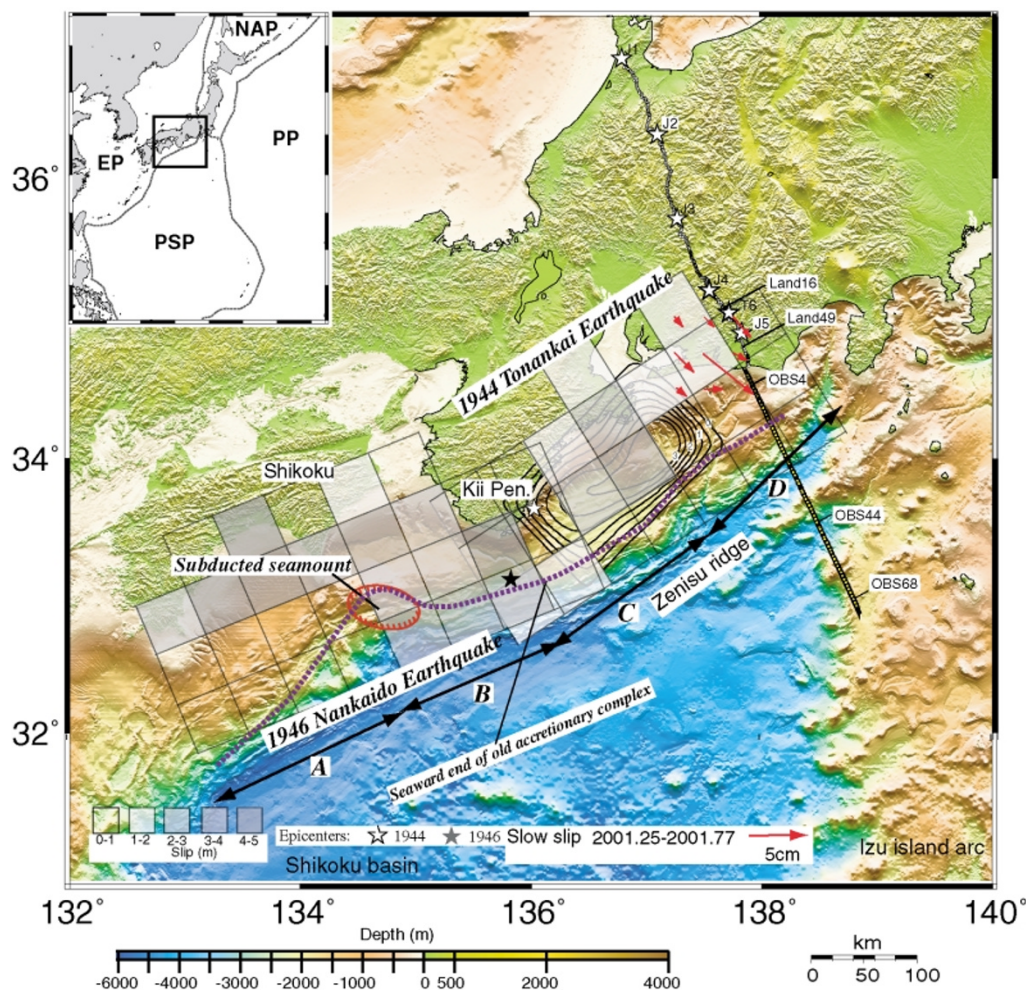 NAP
EP
PP
PSP
36°
34°
32°
J1
J2
J3
J4
T6
J5
Land16
Land49
OBS4
OBS44
OBS68
1944 Tonankai Earthquake
Shikoku
Kii Pen.
Subducted seamount
1946 Nankaido Earthquake
A
B
C
D
Zenisu ridge
Seaward end of old accretionary complex
0-1 1-2 2-3 3-4 4-5
Slip (m)
Epicenters: 1944 1946 Slow slip 2001.25-2001.77
5cm
Shikoku basin
Izu island arc
132° 134° 136° 138° 140°
Depth (m)
-6000 -4000 -3000 -2000 -1000 0 500 2000 4000
km
0 50 100